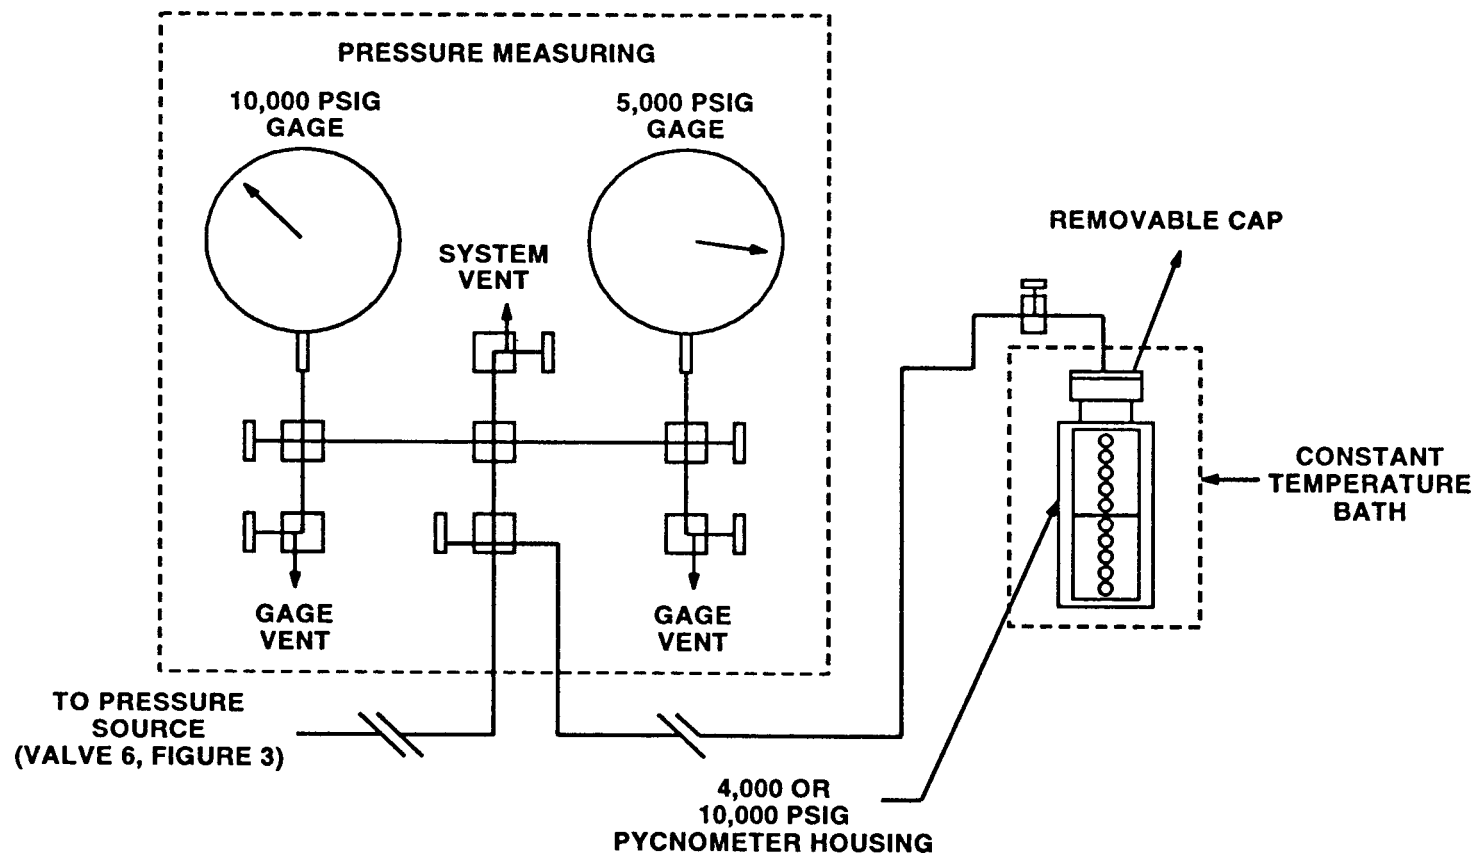 PRESSURE MEASURING
10,000 PSIG
GAGE
5,000 PSIG
GAGE
SYSTEM
VENT
REMOVABLE CAP
CONSTANT
TEMPERATURE
BATH
GAGE
VENT
GAGE
VENT
TO PRESSURE
SOURCE
(VALVE 6, FIGURE 3)
4,000 OR
10,000 PSIG
PYCNOMETER HOUSING